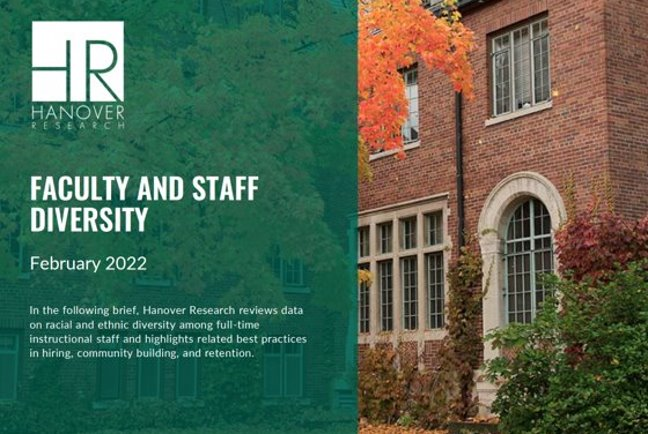 HR
HANOVER
RESEARCH
FACULTY AND STAFF
DIVERSITY
February 2022
In the following brief, Hanover Research reviews data
on racial and ethnic diversity among full-time
instructional staff and highlights related best practices
in hiring, community building, and retention.